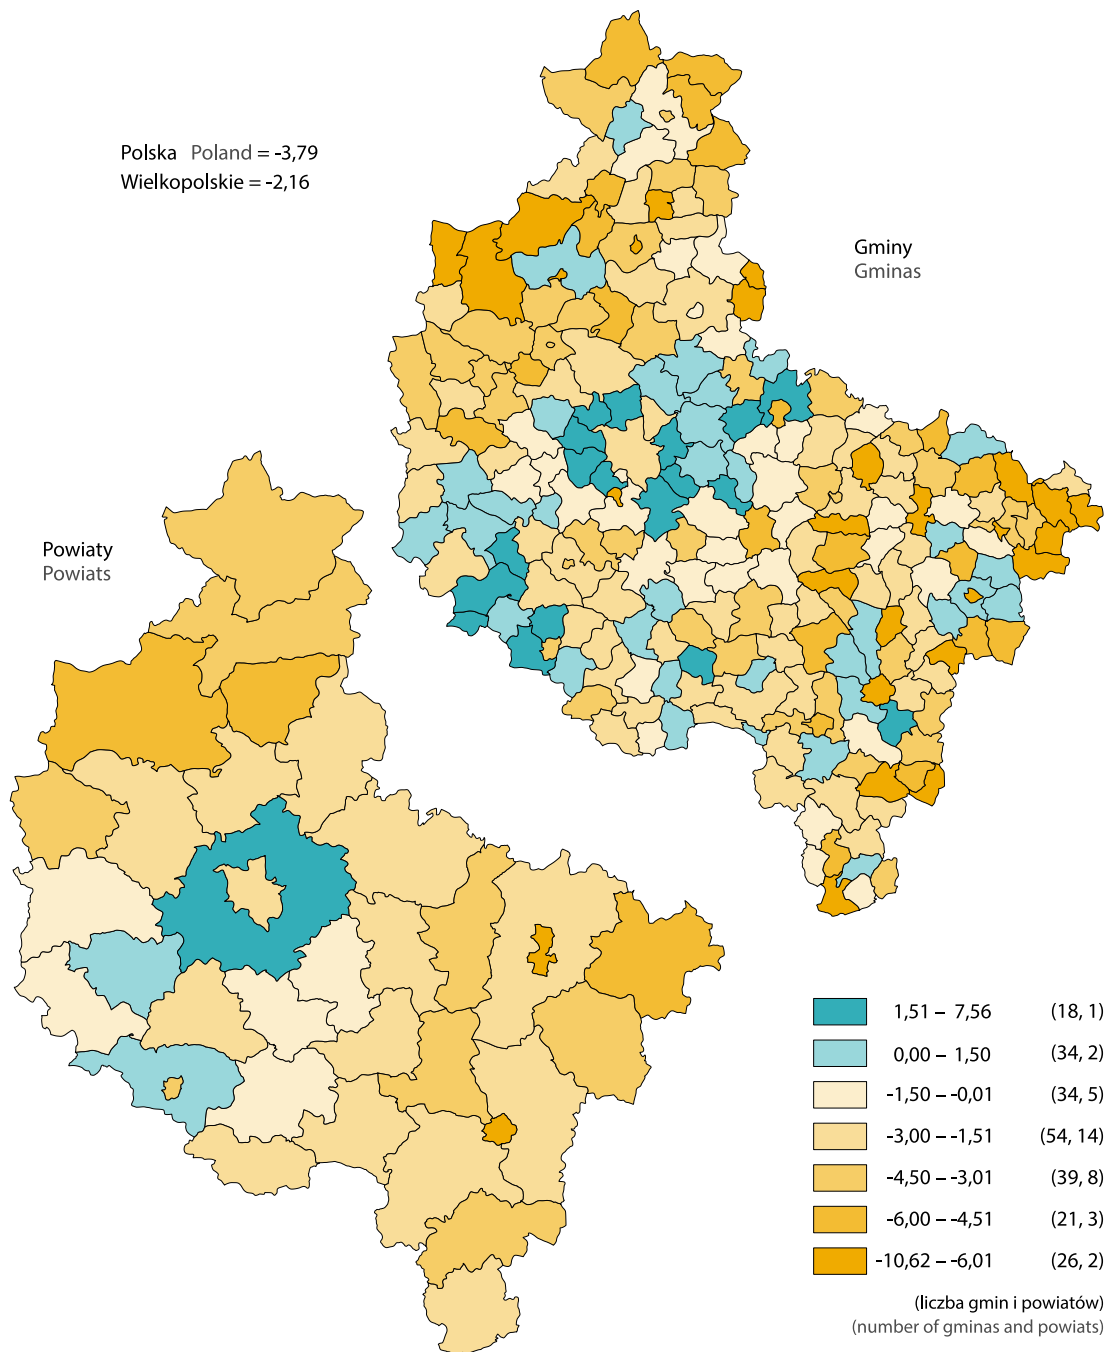 Polska Poland = -3,79
Wielkopolskie = -2,16
Gminy
Gminas
Powiaty
Powiats
1,51 – 7,56 (18, 1)
0,00 – 1,50 (34, 2)
-1,50 – -0,01 (34, 5)
-3,00 – -1,51 (54, 14)
-4,50 – -3,01 (39, 8)
-6,00 – -4,51 (21, 3)
-10,62 – -6,01 (26, 2)
(liczba gmin i powiatów)
(number of gminas and powiats)